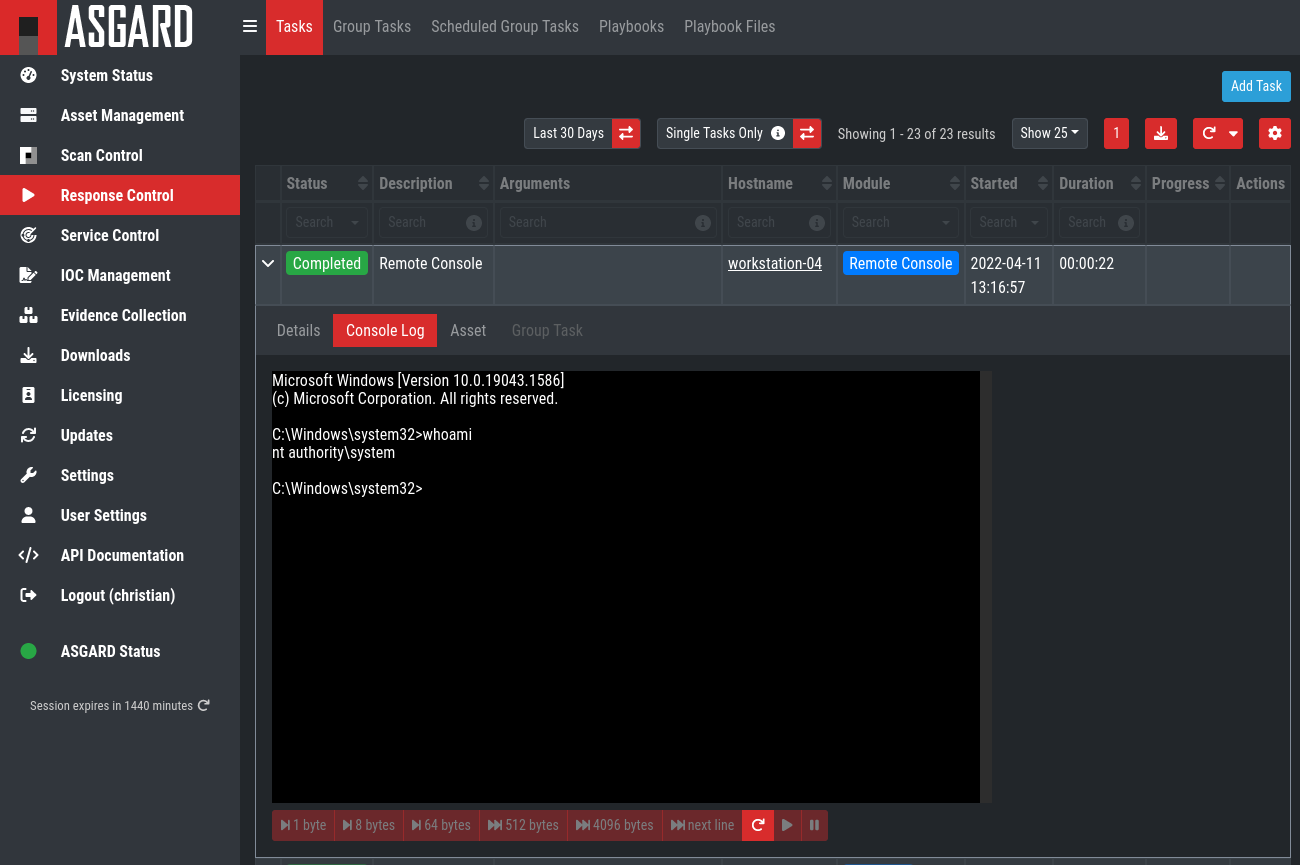 ASGARD
Tasks Group Tasks Scheduled Group Tasks Playbooks Playbook Files
System Status
Asset Management
Scan Control
Response Control
Service Control
IOC Management
Evidence Collection
Downloads
Licensing
Updates
Settings
User Settings
API Documentation
Logout (christian)
ASGARD Status
Session expires in 1440 minutes
Add Task
Last 30 Days Single Tasks Only Showing 1 - 23 of 23 results Show 25 1
Status Description Arguments Hostname Module Started Duration Progress Actions
Search Search Search Search Search Search Search
Completed Remote Console workstation-04 Remote Console 2022-04-11 00:00:22
13:16:57
Details Console Log Asset Group Task
Microsoft Windows [Version 10.0.19043.1586]
(c) Microsoft Corporation. All rights reserved.
C:\Windows\system32>whoami
nt authority\system
C:\Windows\system32>
1 byte 8 bytes 64 bytes 512 bytes 4096 bytes next line